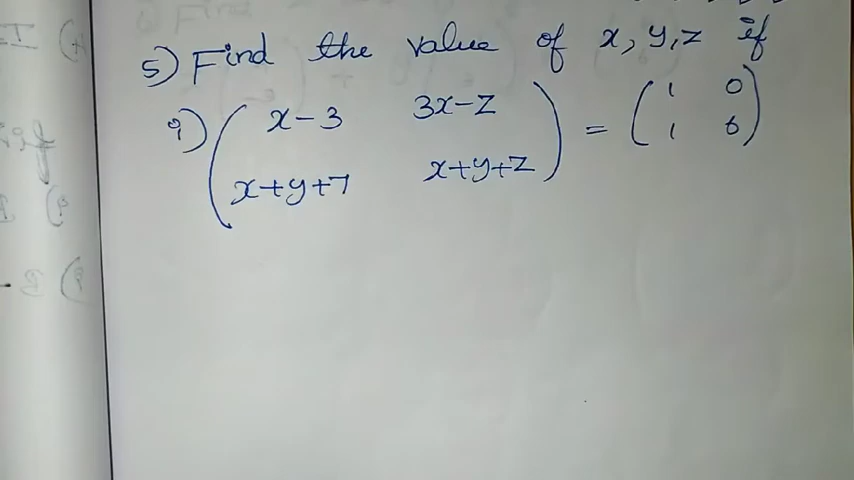 5) Find the value of x, y, z if
i) ( x-3 3x-z ) = ( 1 0 )
( x+y+7 x+y+z ) ( 1 6 )